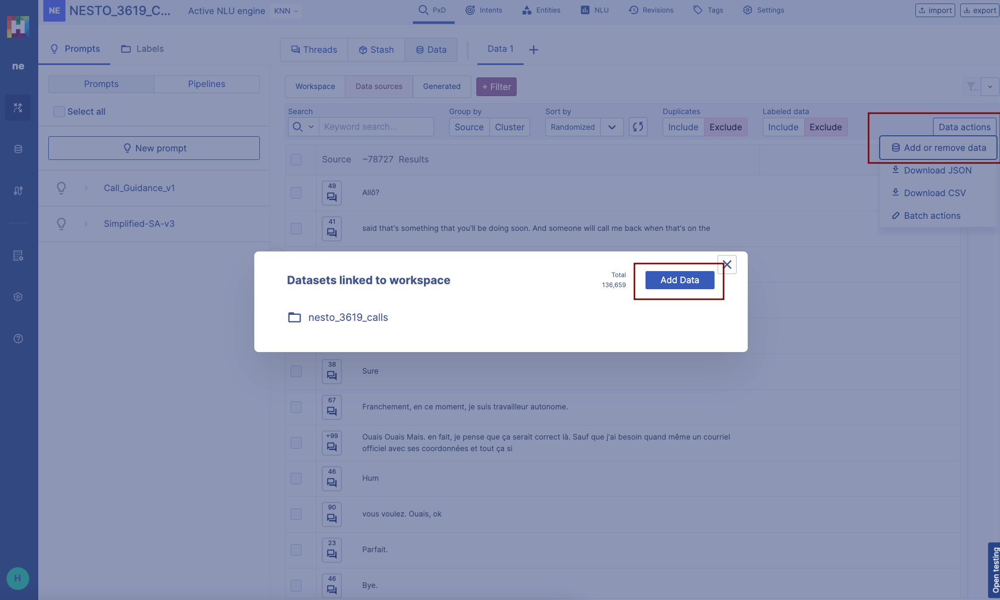 NE NESTO_3619_C... Active NLU engine KNN
PxD Intents Entities NLU Revisions Tags Settings
import export
H
ne
Prompts Labels
Threads Stash Data Data 1 +
Prompts Pipelines
Workspace Data sources Generated + Filter
Select all
Search Group by Sort by Duplicates Labeled data
Keyword search... Source Cluster Randomized Include Exclude Include Exclude Data actions
New prompt
Add or remove data
Download JSON
Download CSV
Batch actions
Source ~78727 Results
Call_Guidance_v1
Simplified-SA-v3
49
Allô?
41
said that's something that you'll be doing soon. And someone will call me back when that's on the
Datasets linked to workspace
Total
136,659
Add Data
nesto_3619_calls
38
Sure
67
Franchement, en ce moment, je suis travailleur autonome.
+99
Ouais Ouais Mais. en fait, je pense que ça serait correct là. Sauf que j'ai besoin quand même un courriel
officiel avec ses coordonnées et tout ça si
46
Hum
90
vous voulez. Ouais, ok
23
Parfait.
46
Bye.
H
Open testing